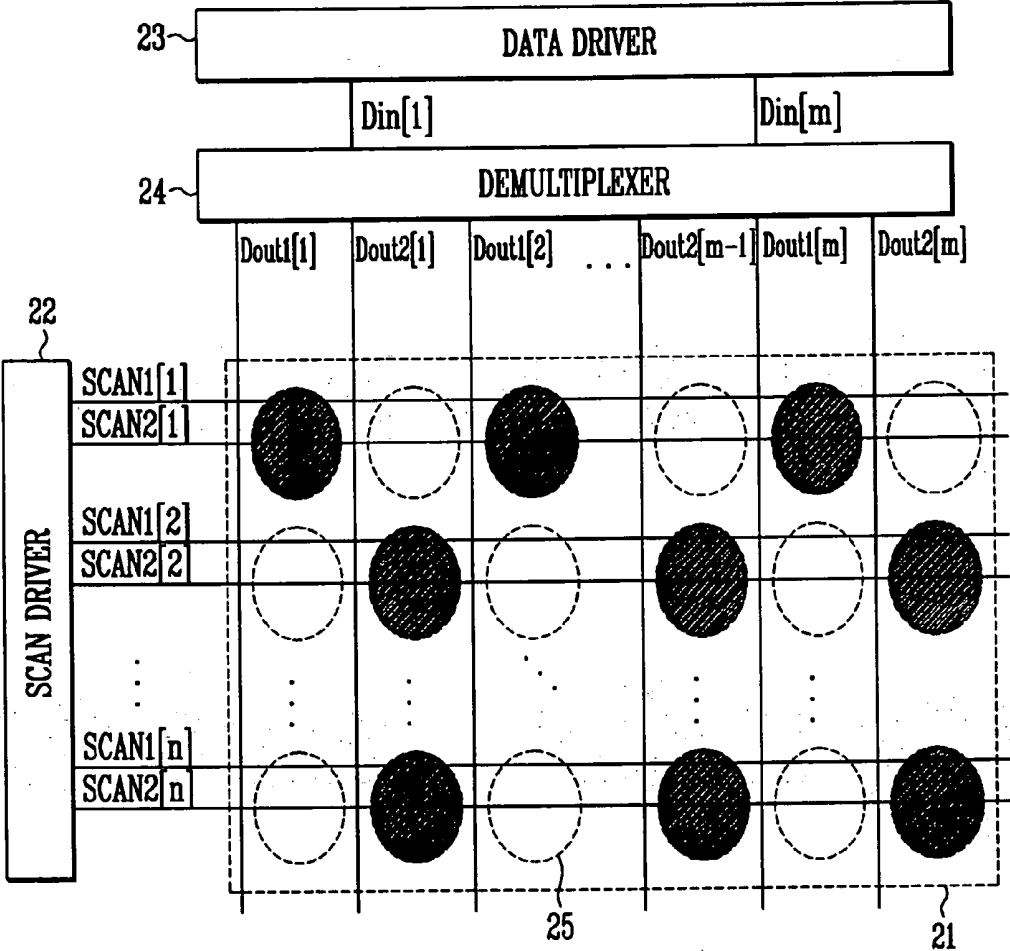 23
DATA DRIVER
Din[1]
Din[m]
24
DEMULTIPLEXER
Dout1[1] Dout2[1] Dout1[2] ... Dout2[m-1] Dout1[m] Dout2[m]
22
SCAN DRIVER
SCAN1[1]
SCAN2[1]
SCAN1[2]
SCAN2[2]
SCAN1[n]
SCAN2[n]
25
21